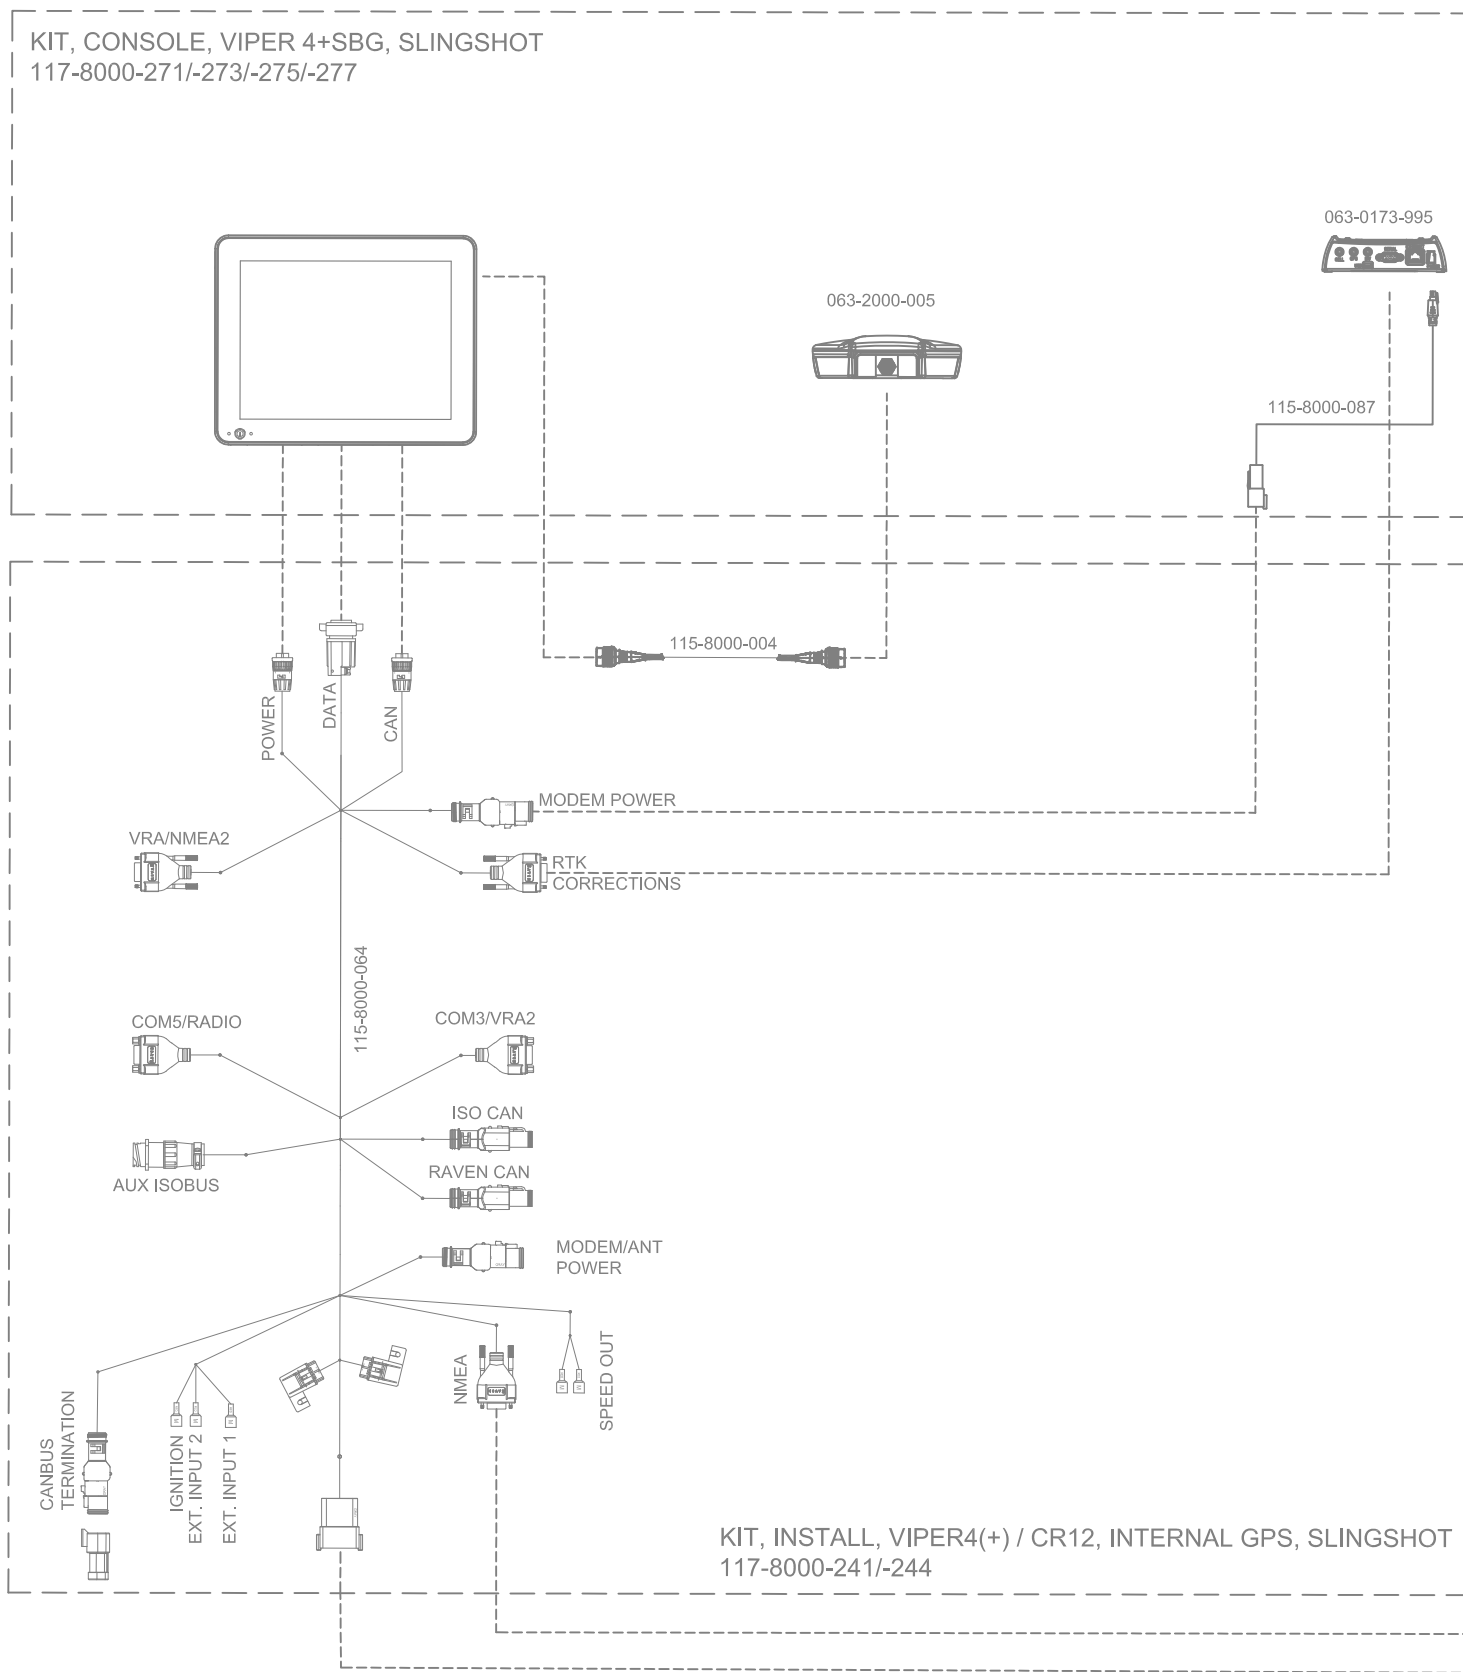 KIT, CONSOLE, VIPER 4+SBG, SLINGSHOT
117-8000-271/-273/-275/-277
063-0173-995
063-2000-005
115-8000-087
115-8000-004
POWER
DATA
CAN
MODEM POWER
VRA/NMEA2
RTK
CORRECTIONS
115-8000-064
COM5/RADIO
COM3/VRA2
ISO CAN
AUX ISOBUS
RAVEN CAN
MODEM/ANT
POWER
CANBUS
TERMINATION
IGNITION
EXT. INPUT 2
EXT. INPUT 1
NMEA
SPEED OUT
KIT, INSTALL, VIPER4(+) / CR12, INTERNAL GPS, SLINGSHOT
117-8000-241/-244